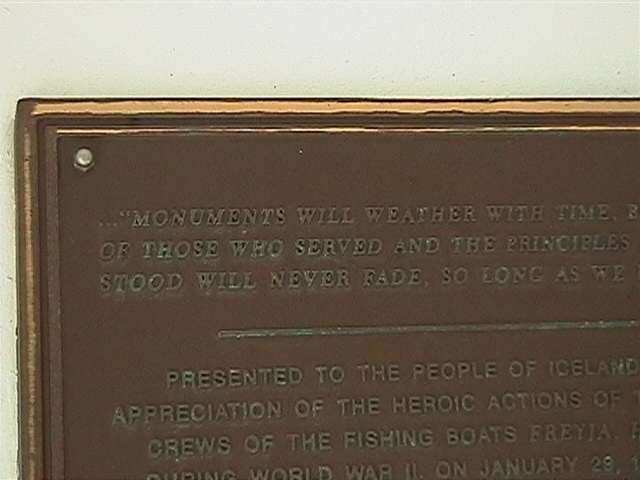 ..."MONUMENTS WILL WEATHER WITH TIME,
OF THOSE WHO SERVED AND THE PRINCIPLES
STOOD WILL NEVER FADE, SO LONG AS WE
PRESENTED TO THE PEOPLE OF ICELAND
APPRECIATION OF THE HEROIC ACTIONS OF
CREWS OF THE FISHING BOATS FREYJA,
DURING WORLD WAR II. ON JANUARY 29,